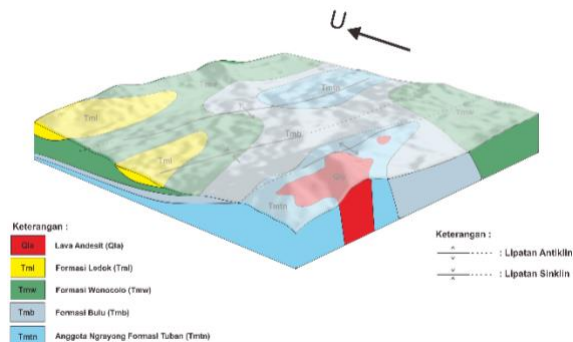 U
Tml
Tml
Tmb
Tmtn
Tmw
Keterangan :
Qla Lava Andesit (Qla)
Tml Formasi Ledok (Tml)
Tmw Formasi Wonocolo (Tmw)
Tmb Formasi Bulu (Tmb)
Tmtn Anggota Ngrayong Formasi Tuban (Tmtn)
Keterangan :
: Lipatan Antiklin
: Lipatan Sinklin